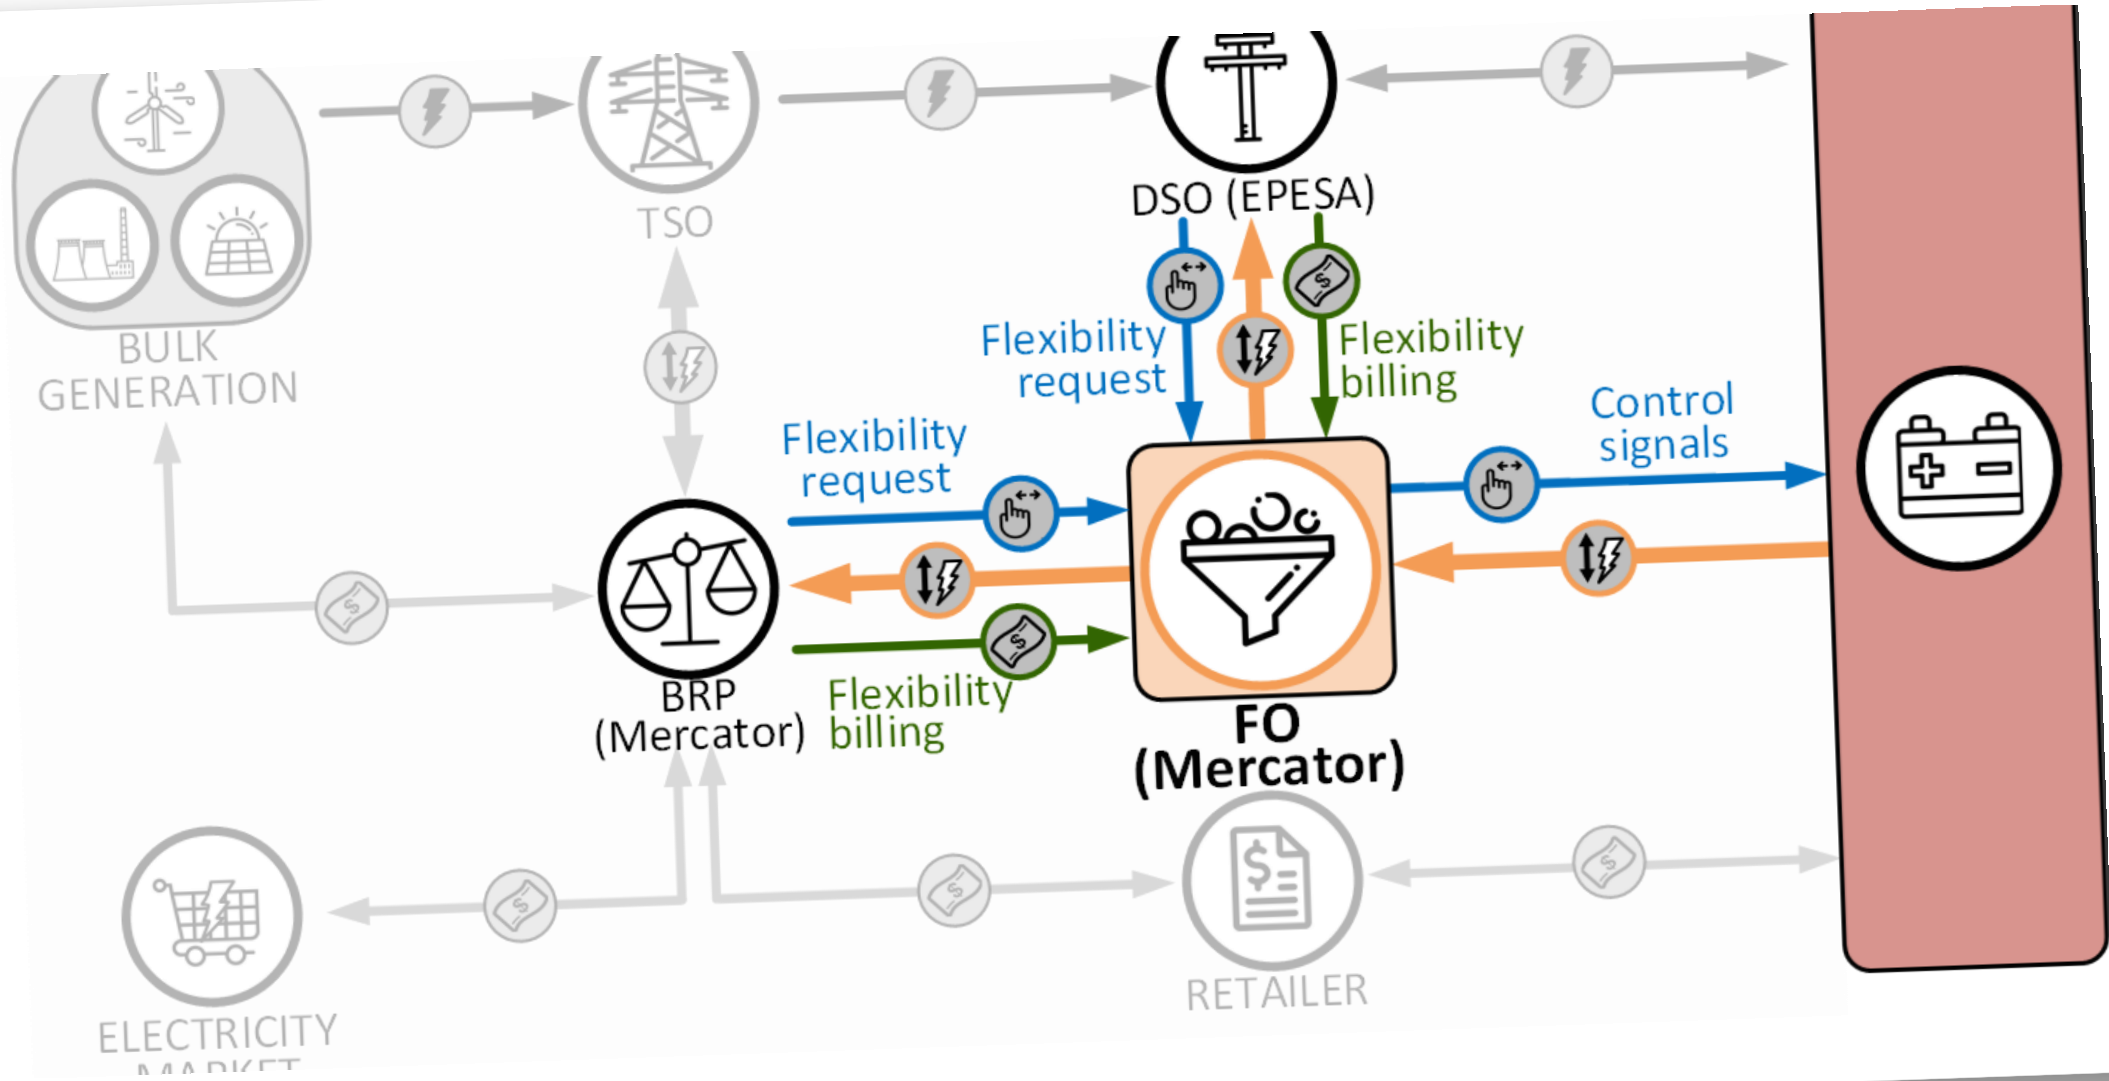 DSO (EPESA)
TSO
BULK
GENERATION
Flexibility
request
Flexibility
billing
Control
signals
Flexibility
request
BRP
(Mercator)
Flexibility
billing
FO
(Mercator)
RETAILER
ELECTRICITY
MARKET